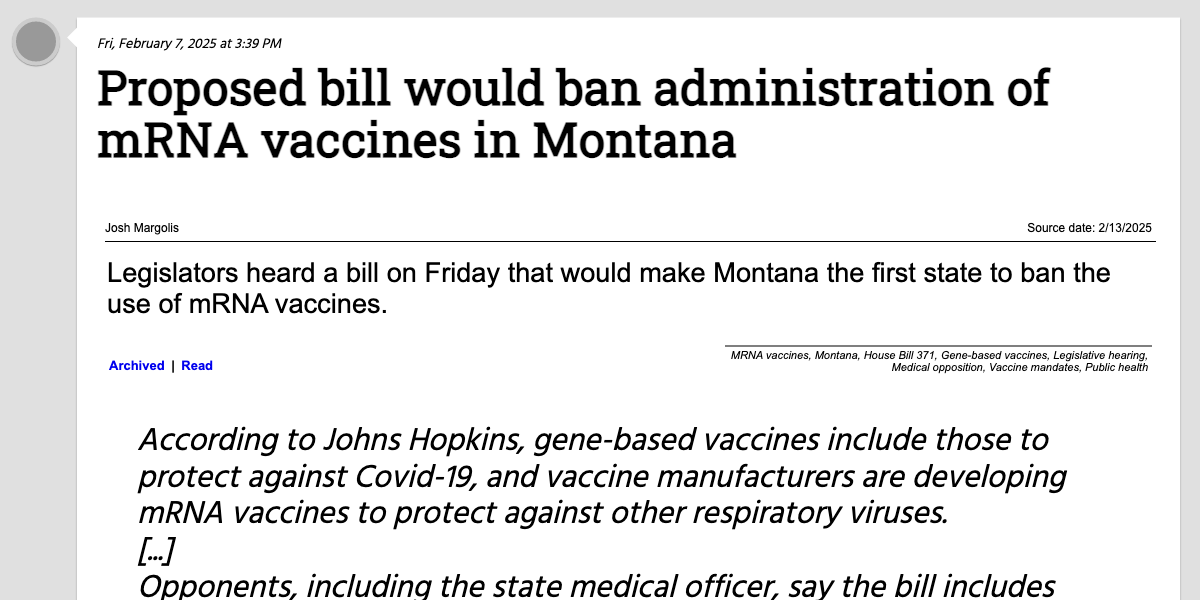 Fri, February 7, 2025 at 3:39 PM
Proposed bill would ban administration of
mRNA vaccines in Montana
Josh Margolis
Source date: 2/13/2025
Legislators heard a bill on Friday that would make Montana the first state to ban the
use of mRNA vaccines.
Archived | Read
MRNA vaccines, Montana, House Bill 371, Gene-based vaccines, Legislative hearing,
Medical opposition, Vaccine mandates, Public health
According to Johns Hopkins, gene-based vaccines include those to
protect against Covid-19, and vaccine manufacturers are developing
mRNA vaccines to protect against other respiratory viruses.
[...]
Opponents, including the state medical officer, say the bill includes